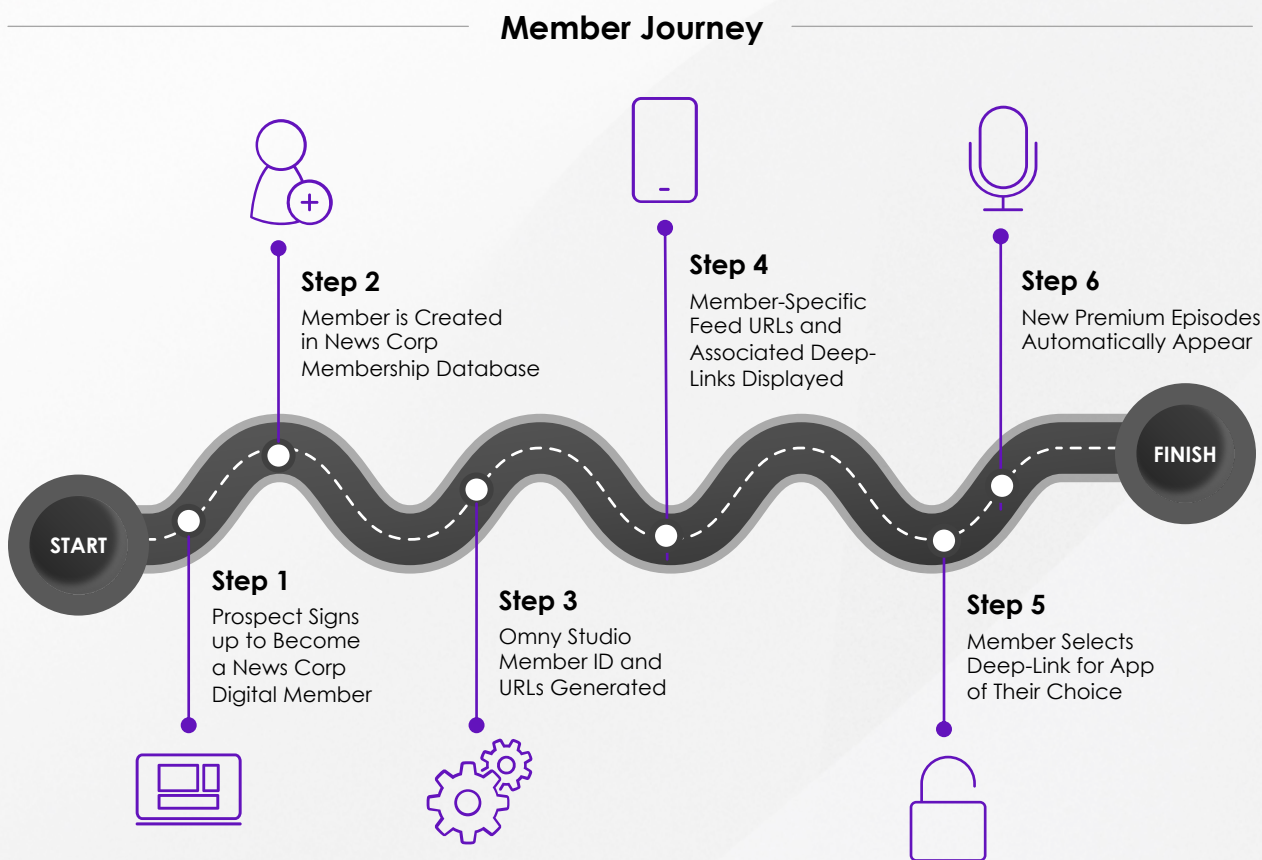 Member Journey
START
Step 1
Prospect Signs
up to Become
a News Corp
Digital Member
Step 2
Member is Created
in News Corp
Membership Database
Step 3
Omny Studio
Member ID and
URLs Generated
Step 4
Member-Specific
Feed URLs and
Associated Deep-
Links Displayed
Step 5
Member Selects
Deep-Link for App
of Their Choice
Step 6
New Premium Episodes
Automatically Appear
FINISH